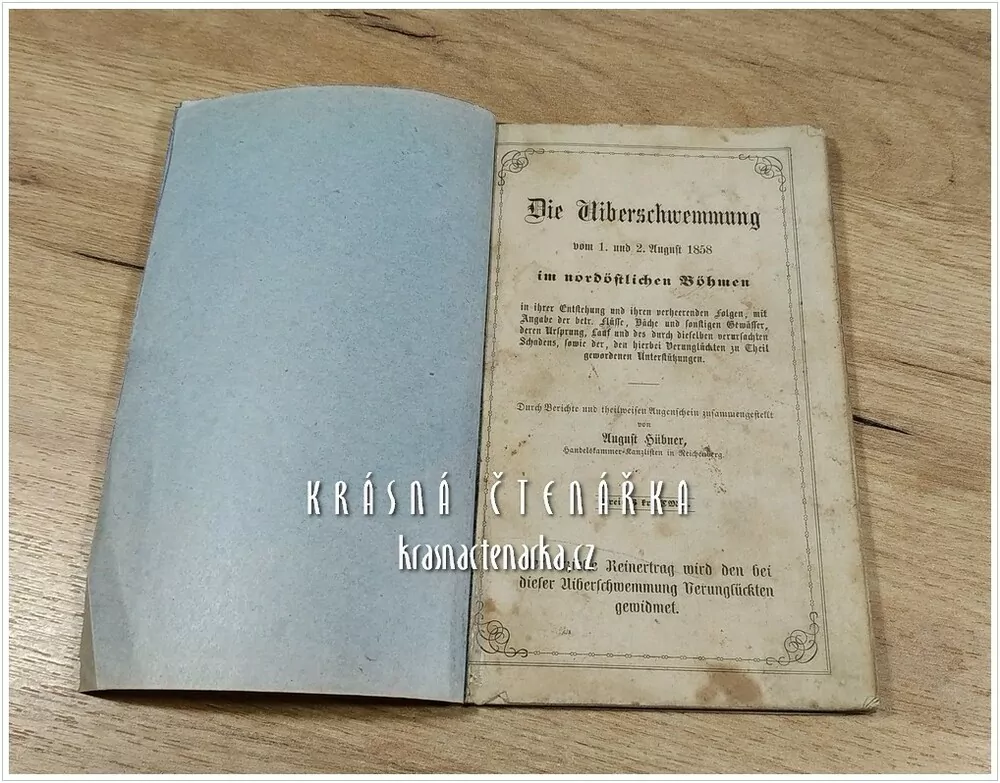 Die Uiberschwemmung
vom 1. und 2. August 1858
im nordöstlichen Böhmen
in ihrer Entstehung und ihren verheerenden Folgen, mit
Angabe der betr. Flüsse, Bäche und sonstigen Gewässer,
deren Ursprung, Lauf und des durch dieselben verursachten
Schadens, sowie der, den hierbei Verunglückten zu Theil
gewordenen Unterstützungen.
Durch Berichte und theilweisen Augenschein zusammengestellt
von
August Hübner,
Handelskammer-Kanzlisten in Reichenberg.
KRÁSNÁ ČTENÁŘKA
krasnactenarka.cz
Reinertrag wird den bei
dieser Uiberschwemmung Verunglückten
gewidmet.